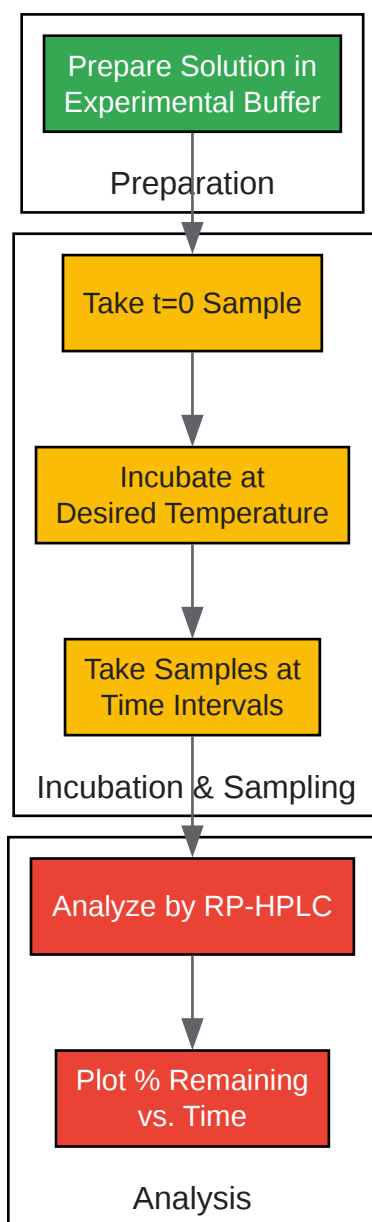 Prepare Solution in
Experimental Buffer
Preparation
Take t=0 Sample
Incubate at
Desired Temperature
Take Samples at
Time Intervals
Incubation & Sampling
Analyze by RP-HPLC
Plot % Remaining
vs. Time
Analysis